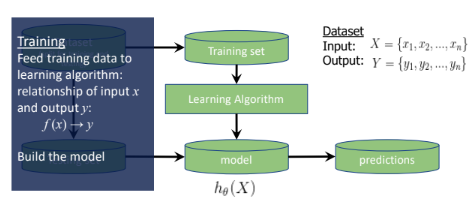 Training
Feed training data to
learning algorithm:
relationship of input x
and output y:
f(x) → y
Build the model
Training set
Learning Algorithm
model
h_θ(X)
predictions
Dataset
Input: X = {x₁, x₂, ..., xₙ}
Output: Y = {y₁, y₂, ..., yₙ}